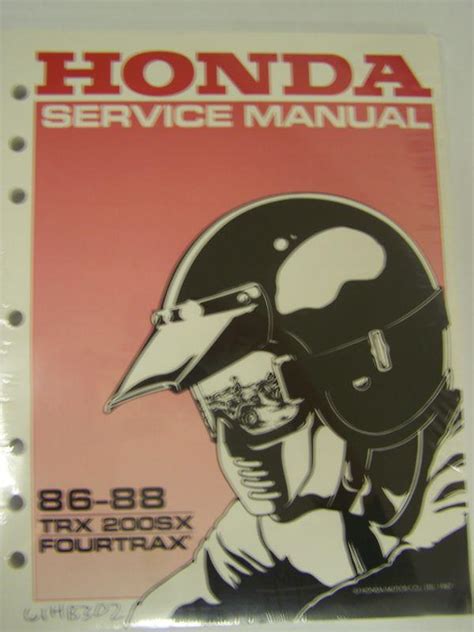 HONDA
SERVICE MANUAL
86-88
TRX 200SX
FOURTRAX